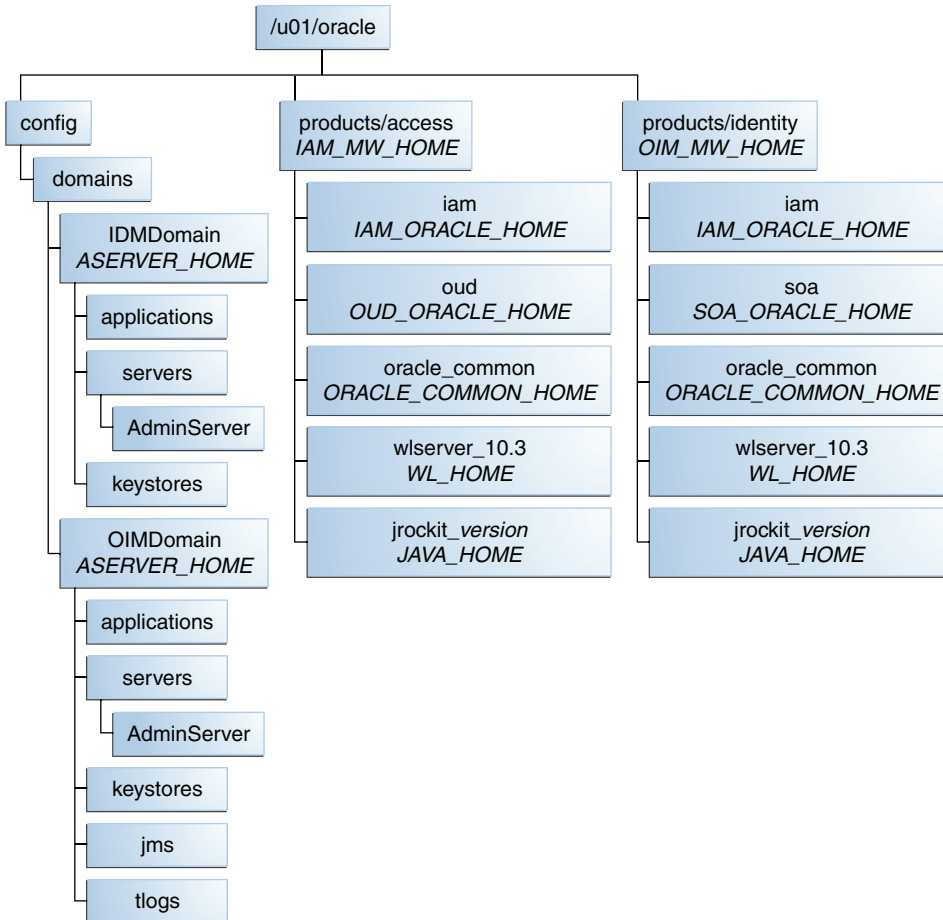 /u01/oracle
config
domains
IDMDomain
ASERVER_HOME
applications
servers
AdminServer
keystores
OIMDomain
ASERVER_HOME
applications
servers
AdminServer
keystores
jms
tlogs
products/access
IAM_MW_HOME
iam
IAM_ORACLE_HOME
oud
OUD_ORACLE_HOME
oracle_common
ORACLE_COMMON_HOME
wlserver_10.3
WL_HOME
jrockit_version
JAVA_HOME
products/identity
OIM_MW_HOME
iam
IAM_ORACLE_HOME
soa
SOA_ORACLE_HOME
oracle_common
ORACLE_COMMON_HOME
wlserver_10.3
WL_HOME
jrockit_version
JAVA_HOME